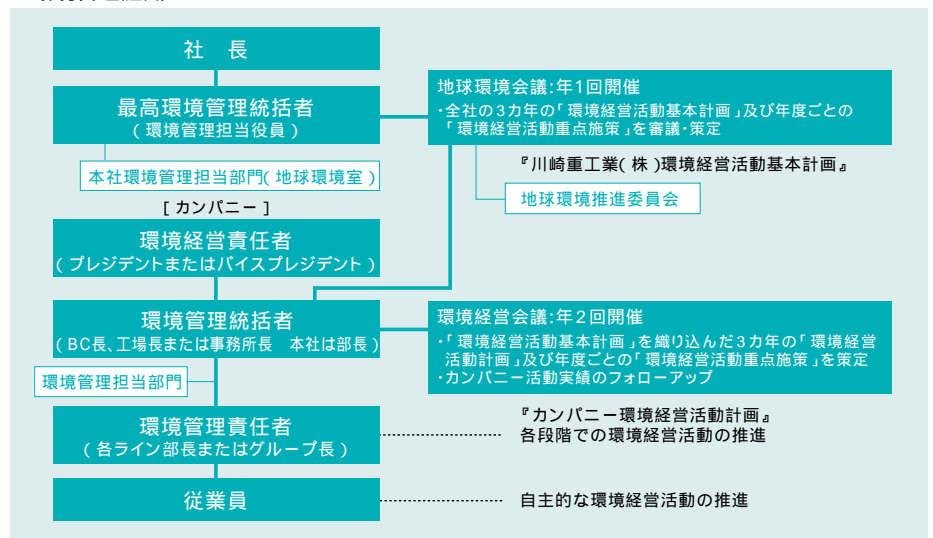 社 長
最高環境管理統括者
(環境管理担当役員)
地球環境会議:年1回開催
・全社の3カ年の「環境経営活動基本計画」及び年度ごとの
「環境経営活動重点施策」を審議・策定
『川崎重工業(株)環境経営活動基本計画』
地球環境推進委員会
本社環境管理担当部門(地球環境室)
[カンパニー]
環境経営責任者
(プレジデントまたはバイスプレジデント)
環境管理統括者
(BC長、工場長または事務所長 本社は部長)
環境経営会議:年2回開催
・「環境経営活動基本計画」を織り込んだ3カ年の「環境経営
活動計画」及び年度ごとの「環境経営活動重点施策」を策定
・カンパニー活動実績のフォローアップ
環境管理担当部門
環境管理責任者
(各ライン部長またはグループ長)
『カンパニー環境経営活動計画』
各段階での環境経営活動の推進
従業員
自主的な環境経営活動の推進